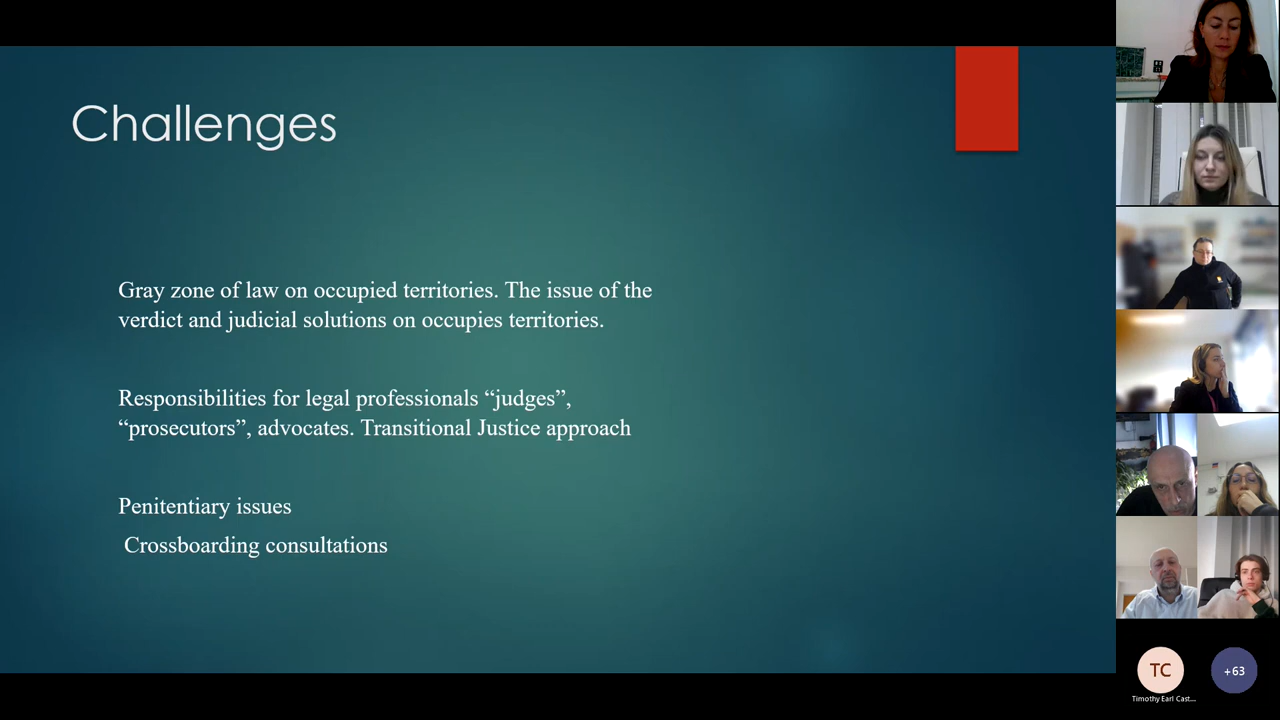 Challenges
Gray zone of law on occupied territories. The issue of the
verdict and judicial solutions on occupies territories.
Responsibilities for legal professionals “judges”,
“prosecutors”, advocates. Transitional Justice approach
Penitentiary issues
Crossboarding consultations
TC
+63
Timothy Earl Cast...